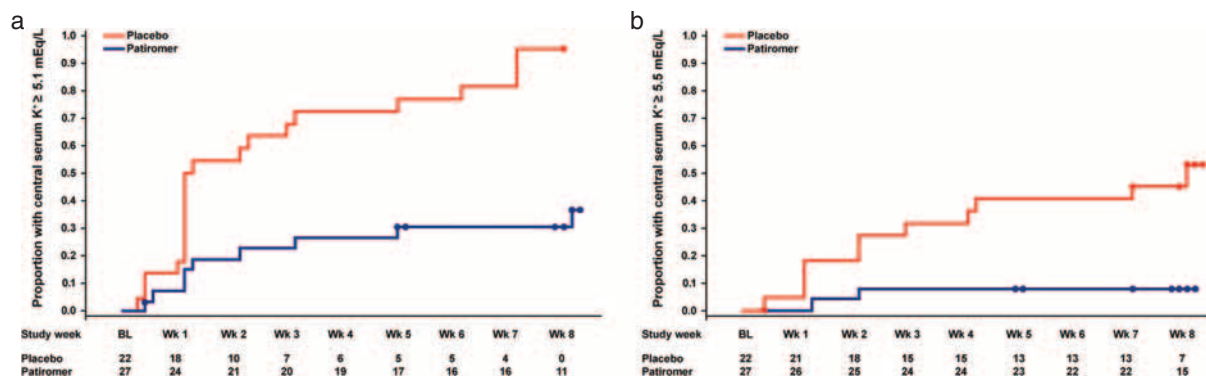 a
Proportion with central serum K⁺ ≥ 5.1 mEq/L
1.0
0.9
0.8
0.7
0.6
0.5
0.4
0.3
0.2
0.1
0.0
Placebo
Patiromer
Study week BL Wk 1 Wk 2 Wk 3 Wk 4 Wk 5 Wk 6 Wk 7 Wk 8
Placebo 22 18 10 7 6 5 5 4 0
Patiromer 27 24 21 20 19 17 16 16 11
b
Proportion with central serum K⁺ ≥ 5.5 mEq/L
1.0
0.9
0.8
0.7
0.6
0.5
0.4
0.3
0.2
0.1
0.0
Placebo
Patiromer
Study week BL Wk 1 Wk 2 Wk 3 Wk 4 Wk 5 Wk 6 Wk 7 Wk 8
Placebo 22 21 18 15 15 13 13 13 7
Patiromer 27 26 25 24 24 23 22 22 15